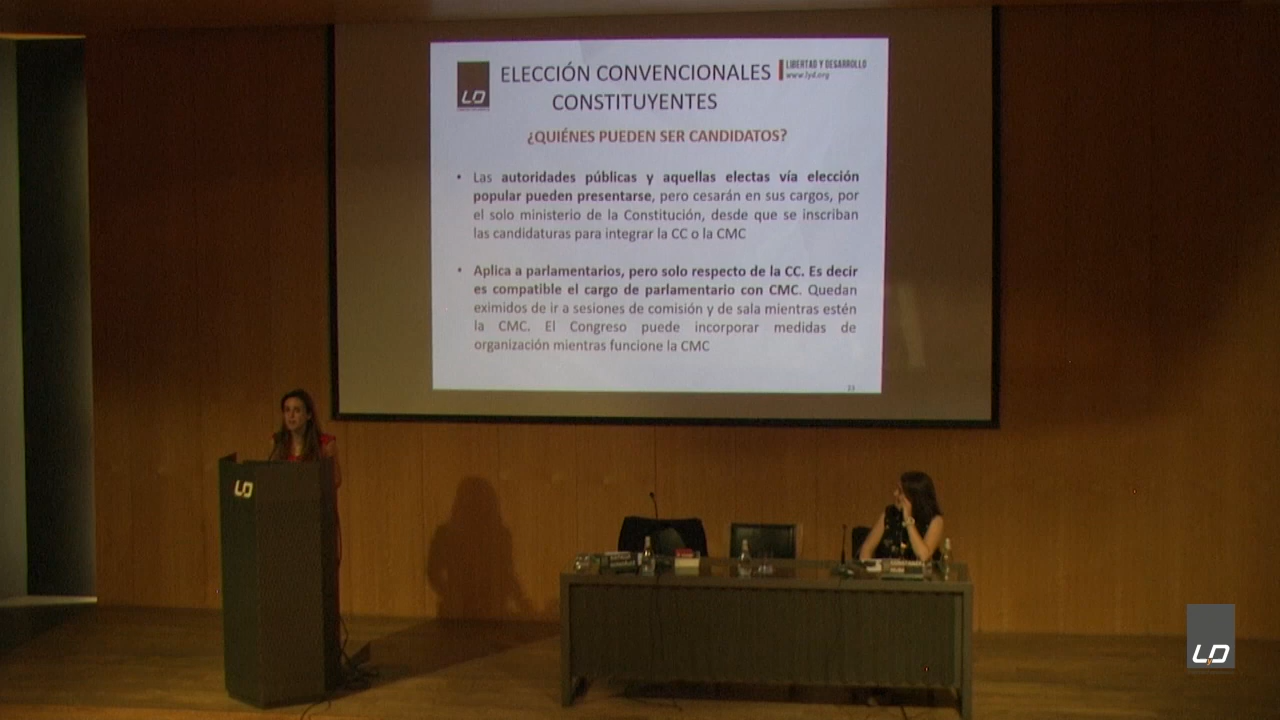 ELECCIÓN CONVENCIONALES
CONSTITUYENTES
LyD
LIBERTAD Y DESARROLLO
www.lyd.org
¿QUIÉNES PUEDEN SER CANDIDATOS?
• Las autoridades públicas y aquellas electas vía elección
popular pueden presentarse, pero cesarán en sus cargos, por
el solo ministerio de la Constitución, desde que se inscriban
las candidaturas para integrar la CC o la CMC
• Aplica a parlamentarios, pero solo respecto de la CC. Es decir
es compatible el cargo de parlamentario con CMC. Quedan
eximidos de ir a sesiones de comisión y de sala mientras estén
la CMC. El Congreso puede incorporar medidas de
organización mientras funcione la CMC
23
LyD
LyD